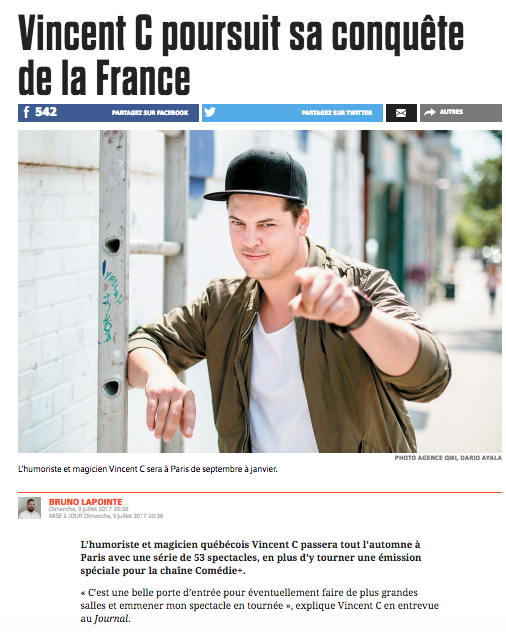 Vincent C poursuit sa conquête
de la France
f 542 PARTAGEZ SUR FACEBOOK PARTAGEZ SUR TWITTER AUTRES
PHOTO AGENCE QMI, DARIO AYALA
L'humoriste et magicien Vincent C sera à Paris de septembre à janvier.
BRUNO LAPOINTE
Dimanche, 9 juillet 2017 20:38
MISE à JOUR Dimanche, 9 juillet 2017 20:38
L'humoriste et magicien québécois Vincent C passera tout l'automne à
Paris avec une série de 53 spectacles, en plus d'y tourner une émission
spéciale pour la chaîne Comédie+.
« C'est une belle porte d'entrée pour éventuellement faire de plus grandes
salles et emmener mon spectacle en tournée », explique Vincent C en entrevue
au Journal.